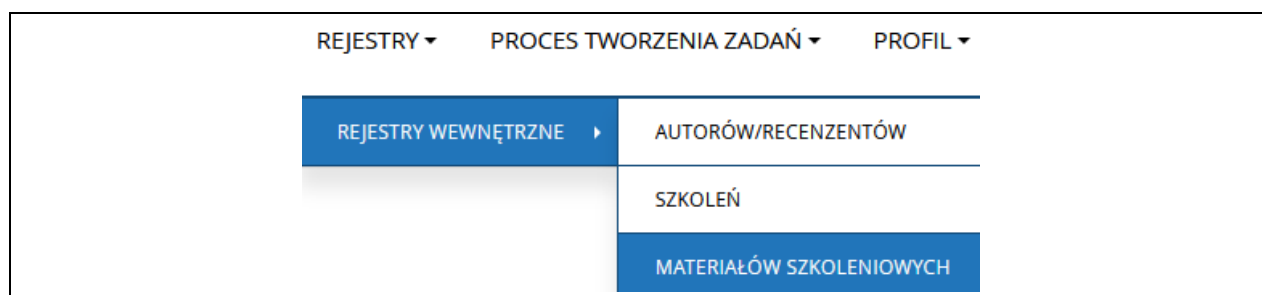 REJESTRY PROCES TWORZENIA ZADAŃ PROFIL
REJESTRY WEWNĘTRZNE AUTORÓW/RECENZENTÓW
SZKOLEŃ
MATERIAŁÓW SZKOLENIOWYCH